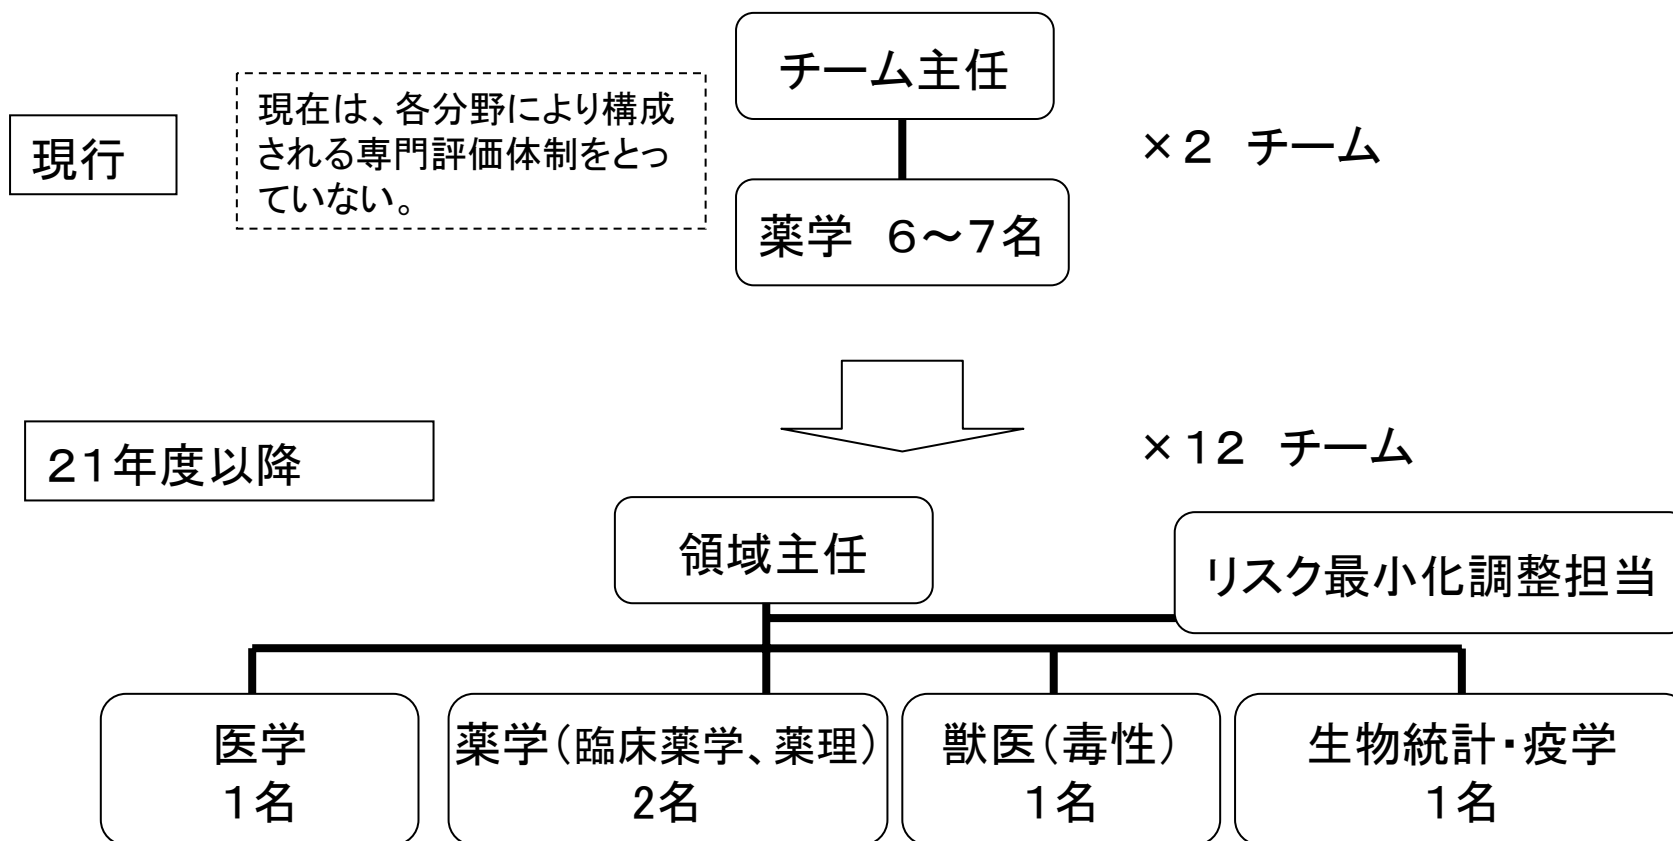 チーム主任
現行
現在は、各分野により構成
される専門評価体制をとっ
ていない。
×２　チーム
薬学　６～７名
２１年度以降
×１２　チーム
領域主任
リスク最小化調整担当
医学
１名
薬学（臨床薬学、薬理）
2名
獣医（毒性）
１名
生物統計・疫学
１名